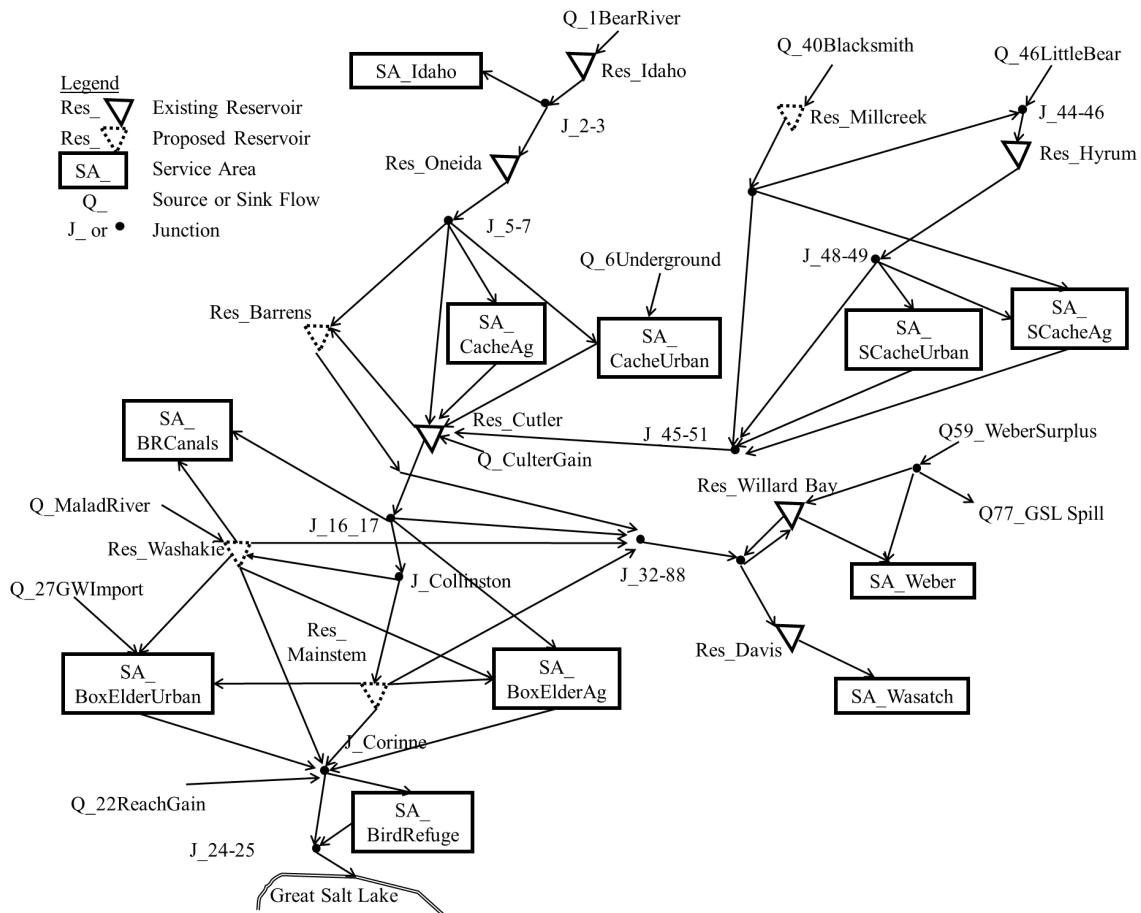 Q_1BearRiver
Q_40Blacksmith
Q_46LittleBear
SA_Idaho
Res_Idaho
Legend
Res_ Existing Reservoir
Res_ Proposed Reservoir
SA_ Service Area
Q_ Source or Sink Flow
J_ or Junction
J_2-3
Res_Millcreek
J_44-46
Res_Oneida
Res_Hyrum
J_5-7
Q_6Underground
J_48-49
Res_Barrens
SA_
CacheAg
SA_
CacheUrban
SA_
SCacheUrban
SA_
SCacheAg
SA_
BRCanals
Res_Cutler
J_45-51
Q_CulterGain
Q59_WeberSurplus
Q_MaladRiver
Res_Willard Bay
Q77_GSL Spill
J_16_17
Res_Washakie
J_Collinston
J_32-88
SA_Weber
Q_27GWImport
Res_
Mainstem
Res_Davis
SA_
BoxElderUrban
SA_
BoxElderAg
SA_Wasatch
J_Corinne
Q_22ReachGain
SA_
BirdRefuge
J_24-25
Great Salt Lake